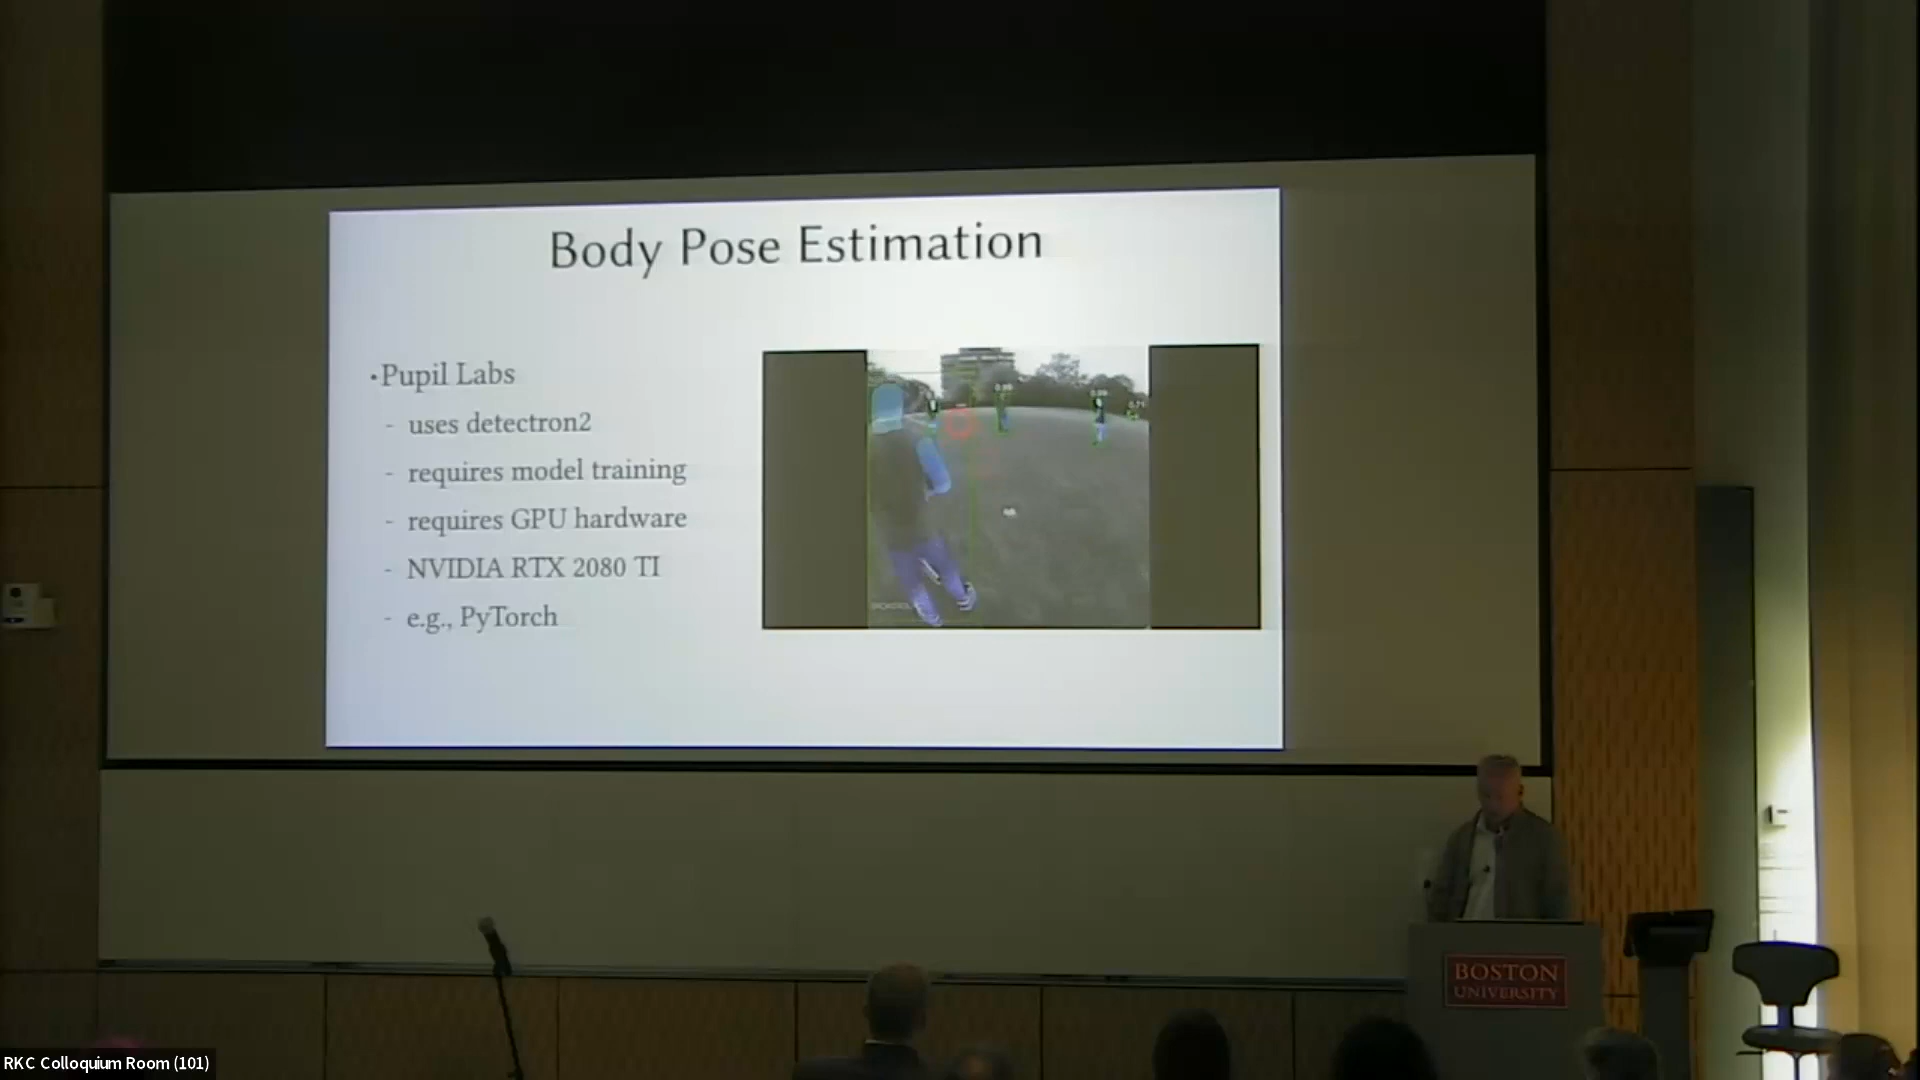 Body Pose Estimation
•Pupil Labs
- uses detectron2
- requires model training
- requires GPU hardware
- NVIDIA RTX 2080 TI
- e.g., PyTorch
BOSTON
UNIVERSITY
RKC Colloquium Room (101)